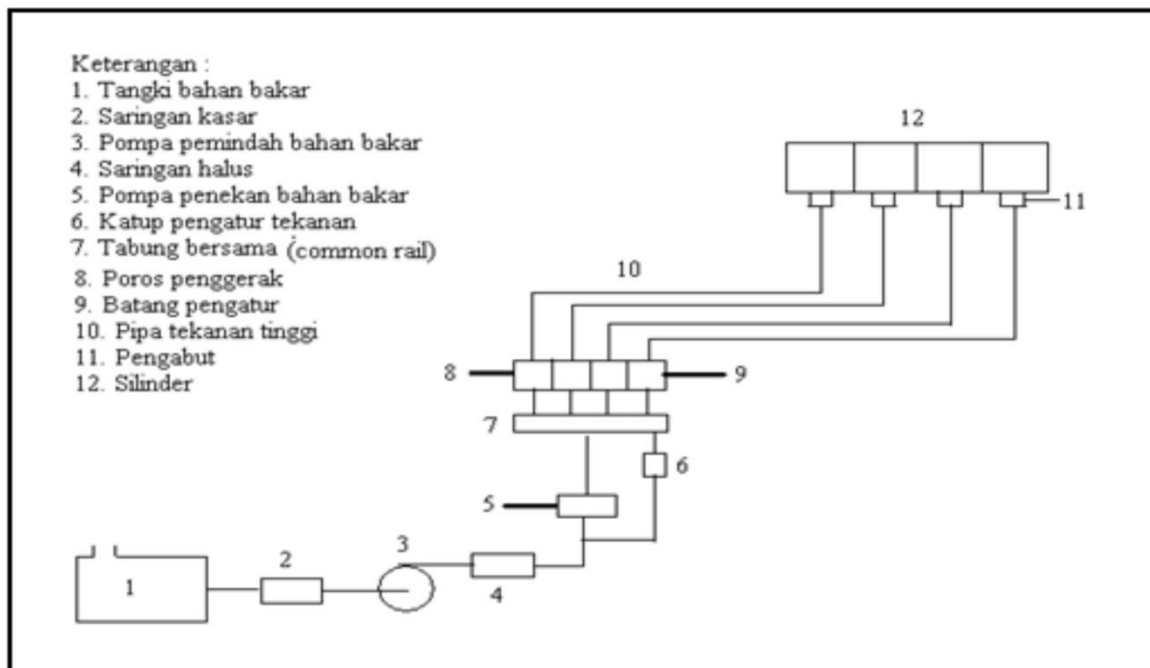 Keterangan :
1. Tangki bahan bakar
2. Saringan kasar
3. Pompa pemindah bahan bakar
4. Saringan halus
5. Pompa penekan bahan bakar
6. Katup pengatur tekanan
7. Tabung bersama (common rail)
8. Poros penggerak
9. Batang pengatur
10. Pipa tekanan tinggi
11. Pengabut
12. Silinder
12
11
10
8
9
7
6
5
3
2
4
1